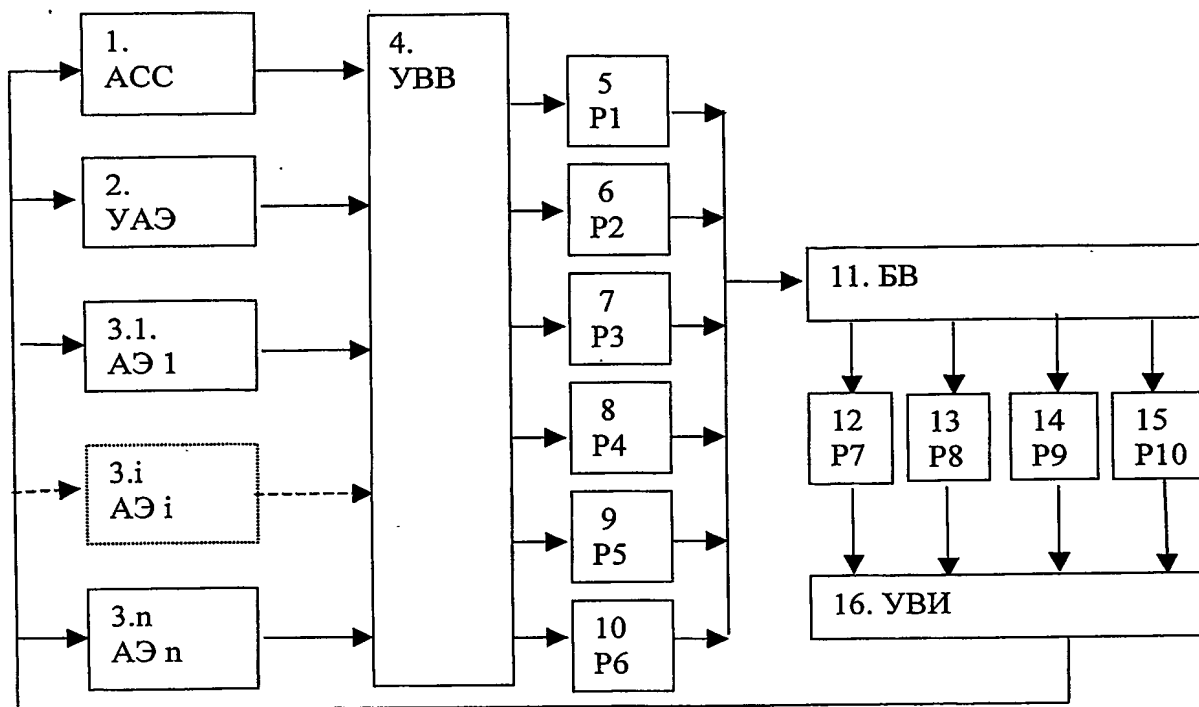 1.
АСС
2.
УАЭ
3.1.
АЭ 1
3.i
АЭ i
3.n
АЭ n
4.
УВВ
5
Р1
6
Р2
7
Р3
8
Р4
9
Р5
10
Р6
11. БВ
12
Р7
13
Р8
14
Р9
15
Р10
16. УВИ